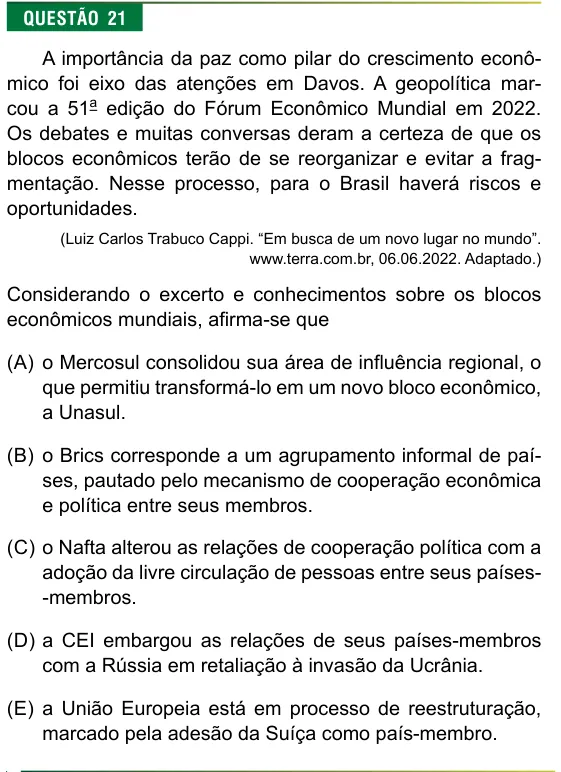 QUESTÃO 21
A importância da paz como pilar do crescimento econô-
mico foi eixo das atenções em Davos. A geopolítica mar-
cou a 51ª edição do Fórum Econômico Mundial em 2022.
Os debates e muitas conversas deram a certeza de que os
blocos econômicos terão de se reorganizar e evitar a frag-
mentação. Nesse processo, para o Brasil haverá riscos e
oportunidades.
(Luiz Carlos Trabuco Cappi. “Em busca de um novo lugar no mundo”.
www.terra.com.br, 06.06.2022. Adaptado.)
Considerando o excerto e conhecimentos sobre os blocos
econômicos mundiais, afirma-se que
(A) o Mercosul consolidou sua área de influência regional, o
que permitiu transformá-lo em um novo bloco econômico,
a Unasul.
(B) o Brics corresponde a um agrupamento informal de paí-
ses, pautado pelo mecanismo de cooperação econômica
e política entre seus membros.
(C) o Nafta alterou as relações de cooperação política com a
adoção da livre circulação de pessoas entre seus países-
-membros.
(D) a CEI embargou as relações de seus países-membros
com a Rússia em retaliação à invasão da Ucrânia.
(E) a União Europeia está em processo de reestruturação,
marcado pela adesão da Suíça como país-membro.